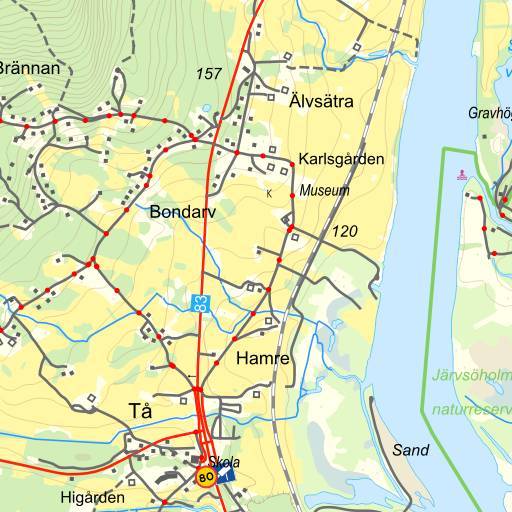 Brännan
157
Älvsätra
Gravhög
Karlsgården
K
Museum
Bondarv
120
83
Hamre
Järvsöholm
naturreserv
Tå
Sand
Skola
80
Higården